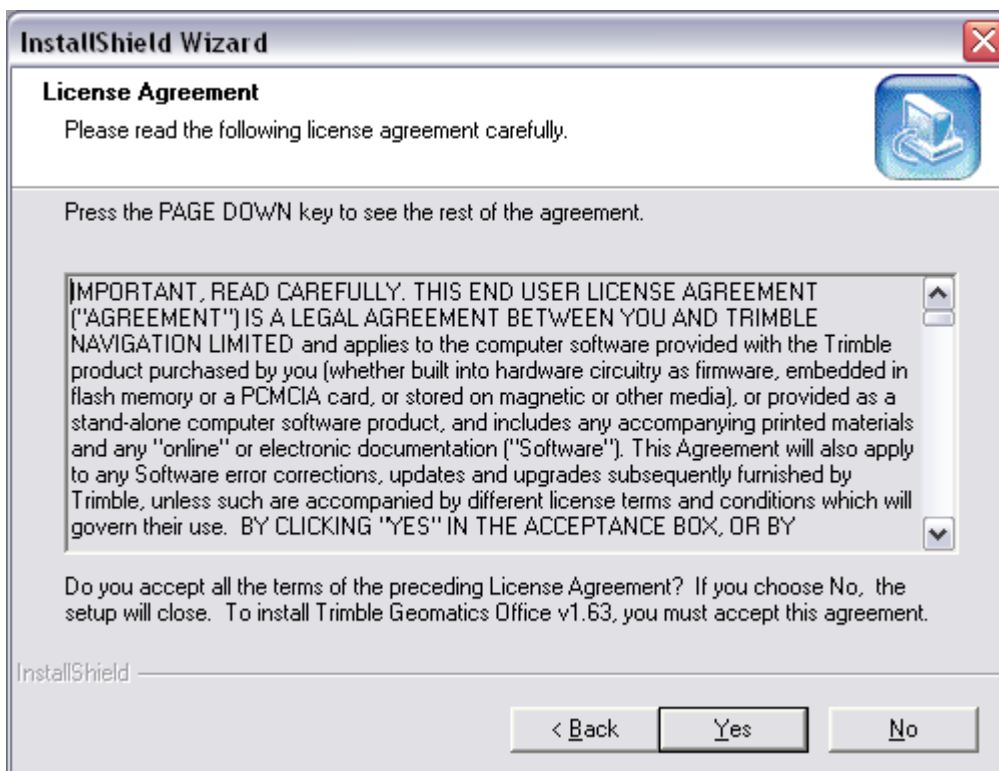 InstallShield Wizard
License Agreement
Please read the following license agreement carefully.
Press the PAGE DOWN key to see the rest of the agreement.
IMPORTANT, READ CAREFULLY. THIS END USER LICENSE AGREEMENT
("AGREEMENT") IS A LEGAL AGREEMENT BETWEEN YOU AND TRIMBLE
NAVIGATION LIMITED and applies to the computer software provided with the Trimble
product purchased by you (whether built into hardware circuitry as firmware, embedded in
flash memory or a PCMCIA card, or stored on magnetic or other media), or provided as a
stand-alone computer software product, and includes any accompanying printed materials
and any "online" or electronic documentation ("Software"). This Agreement will also apply
to any Software error corrections, updates and upgrades subsequently furnished by
Trimble, unless such are accompanied by different license terms and conditions which will
govern their use.  BY CLICKING "YES" IN THE ACCEPTANCE BOX, OR BY
Do you accept all the terms of the preceding License Agreement?  If you choose No,  the
setup will close.  To install Trimble Geomatics Office v1.63, you must accept this agreement.
InstallShield
< Back
Yes
No